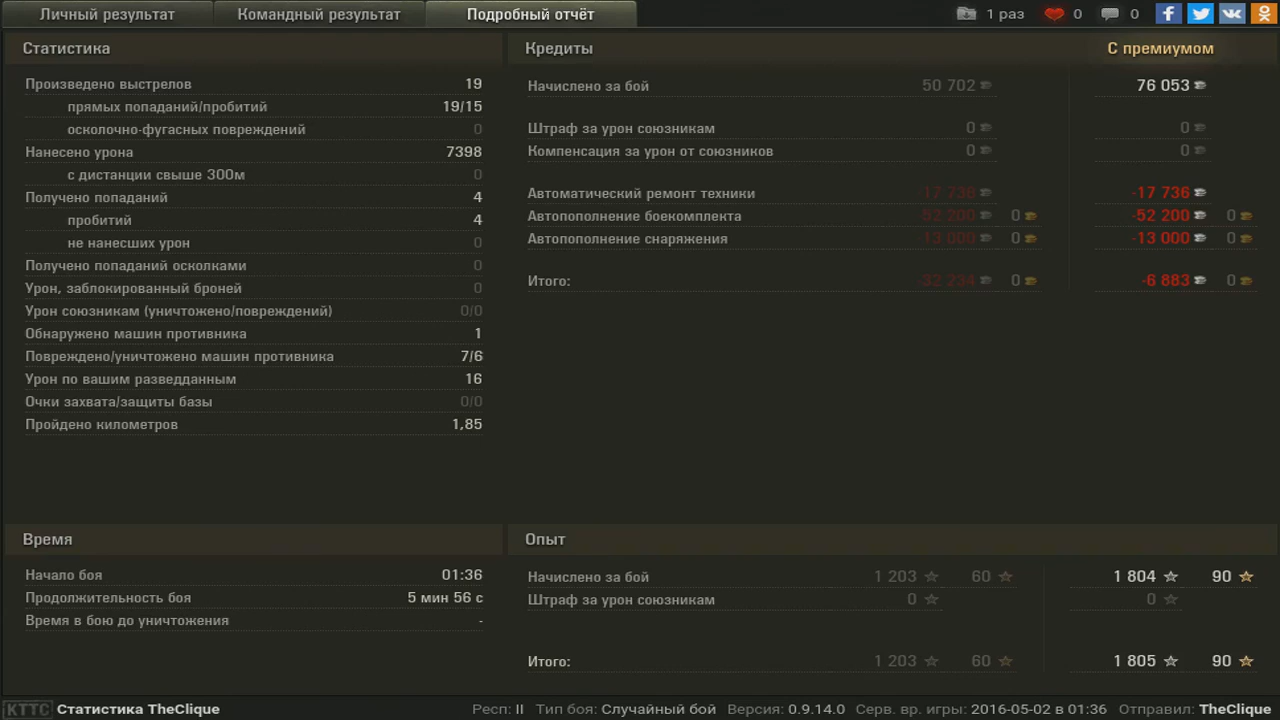 Личный результат Командный результат Подробный отчёт 1 раз 0 0
Статистика
Произведено выстрелов 19
прямых попаданий/пробитий 19/15
осколочно-фугасных повреждений 0
Нанесено урона 7398
с дистанции свыше 300м 0
Получено попаданий 4
пробитий 4
не нанесших урон 0
Получено попаданий осколками 0
Урон, заблокированный броней 0
Урон союзникам (уничтожено/повреждений) 0/0
Обнаружено машин противника 1
Повреждено/уничтожено машин противника 7/6
Урон по вашим разведданным 16
Очки захвата/защиты базы 0/0
Пройдено километров 1,85
Кредиты С премиумом
Начислено за бой 50 702 76 053
Штраф за урон союзникам 0 0
Компенсация за урон от союзников 0 0
Автоматический ремонт техники -17 736 -17 736
Автопополнение боекомплекта -52 200 0 -52 200 0
Автопополнение снаряжения -13 000 0 -13 000 0
Итого: -32 234 0 -6 883 0
Время
Начало боя 01:36
Продолжительность боя 5 мин 56 с
Время в бою до уничтожения -
Опыт
Начислено за бой 1 203 60 1 804 90
Штраф за урон союзникам 0 0
Итого: 1 203 60 1 805 90
KTTC Статистика TheClique Респ: II Тип боя: Случайный бой Версия: 0.9.14.0 Серв. вр. игры: 2016-05-02 в 01:36 Отправил: TheClique